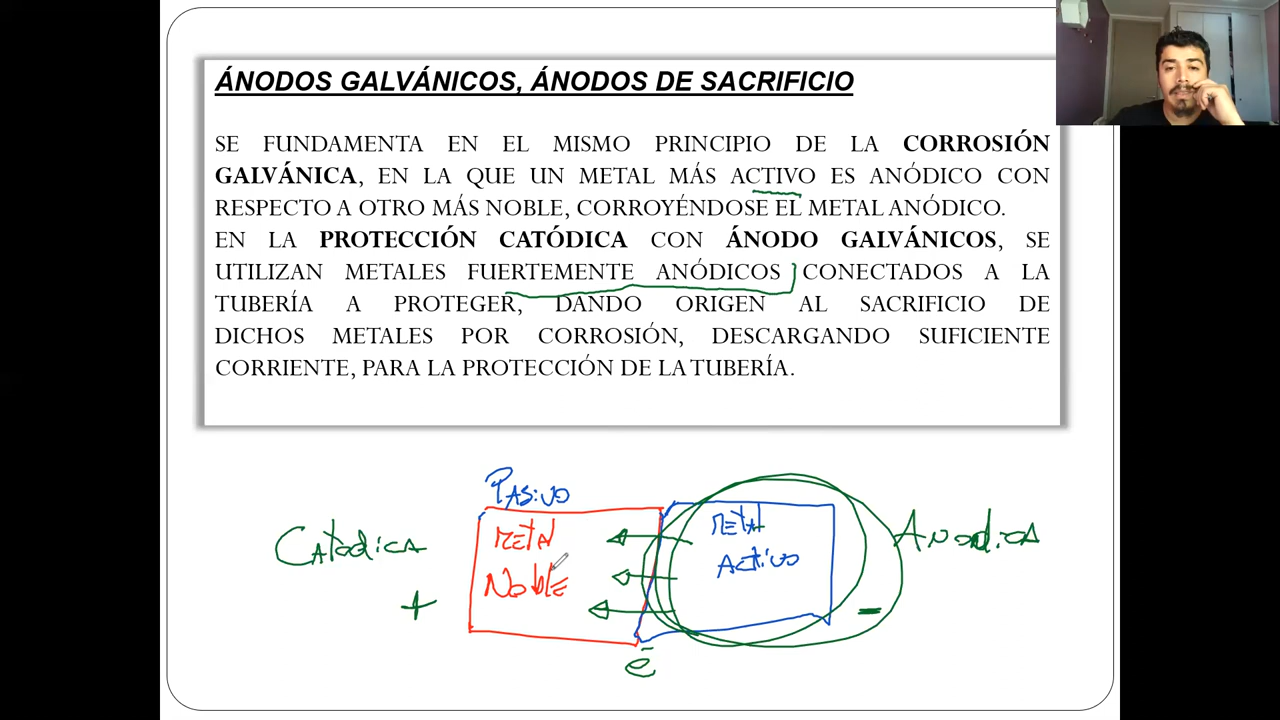 ÁNODOS GALVÁNICOS, ÁNODOS DE SACRIFICIO
SE FUNDAMENTA EN EL MISMO PRINCIPIO DE LA CORROSIÓN
GALVÁNICA, EN LA QUE UN METAL MÁS ACTIVO ES ANÓDICO CON
RESPECTO A OTRO MÁS NOBLE, CORROYÉNDOSE EL METAL ANÓDICO.
EN LA PROTECCIÓN CATÓDICA CON ÁNODO GALVÁNICOS, SE
UTILIZAN METALES FUERTEMENTE ANÓDICOS CONECTADOS A LA
TUBERÍA A PROTEGER, DANDO ORIGEN AL SACRIFICIO DE
DICHOS METALES POR CORROSIÓN, DESCARGANDO SUFICIENTE
CORRIENTE, PARA LA PROTECCIÓN DE LA TUBERÍA.
PASIVO
CATODICA
+
METAL
NOBLE
METAL
ACTIVO
ANODICA
-
e-